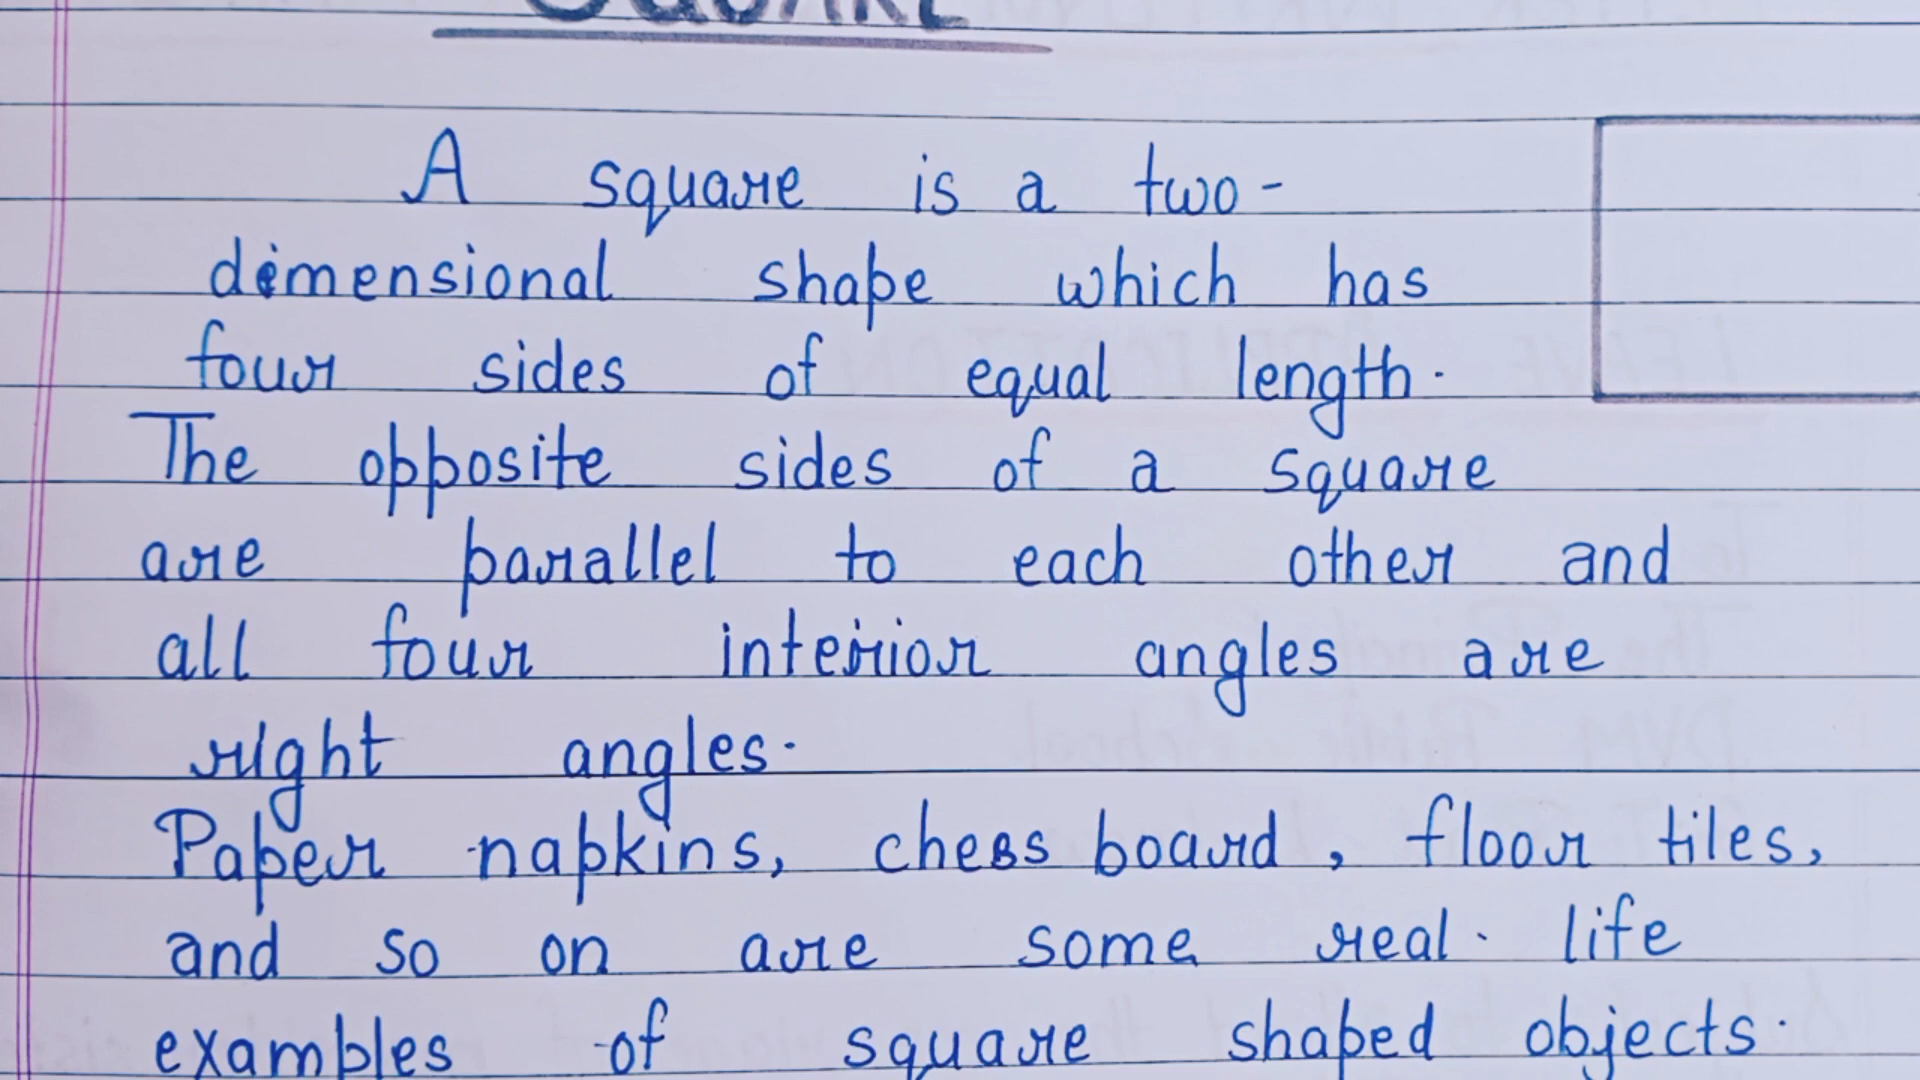 SQUARE
A square is a two-
dimensional shape which has
four sides of equal length.
The opposite sides of a square
are parallel to each other and
all four interior angles are
right angles.
Paper napkins, chess board, floor tiles,
and so on are some real life
examples of square shaped objects.